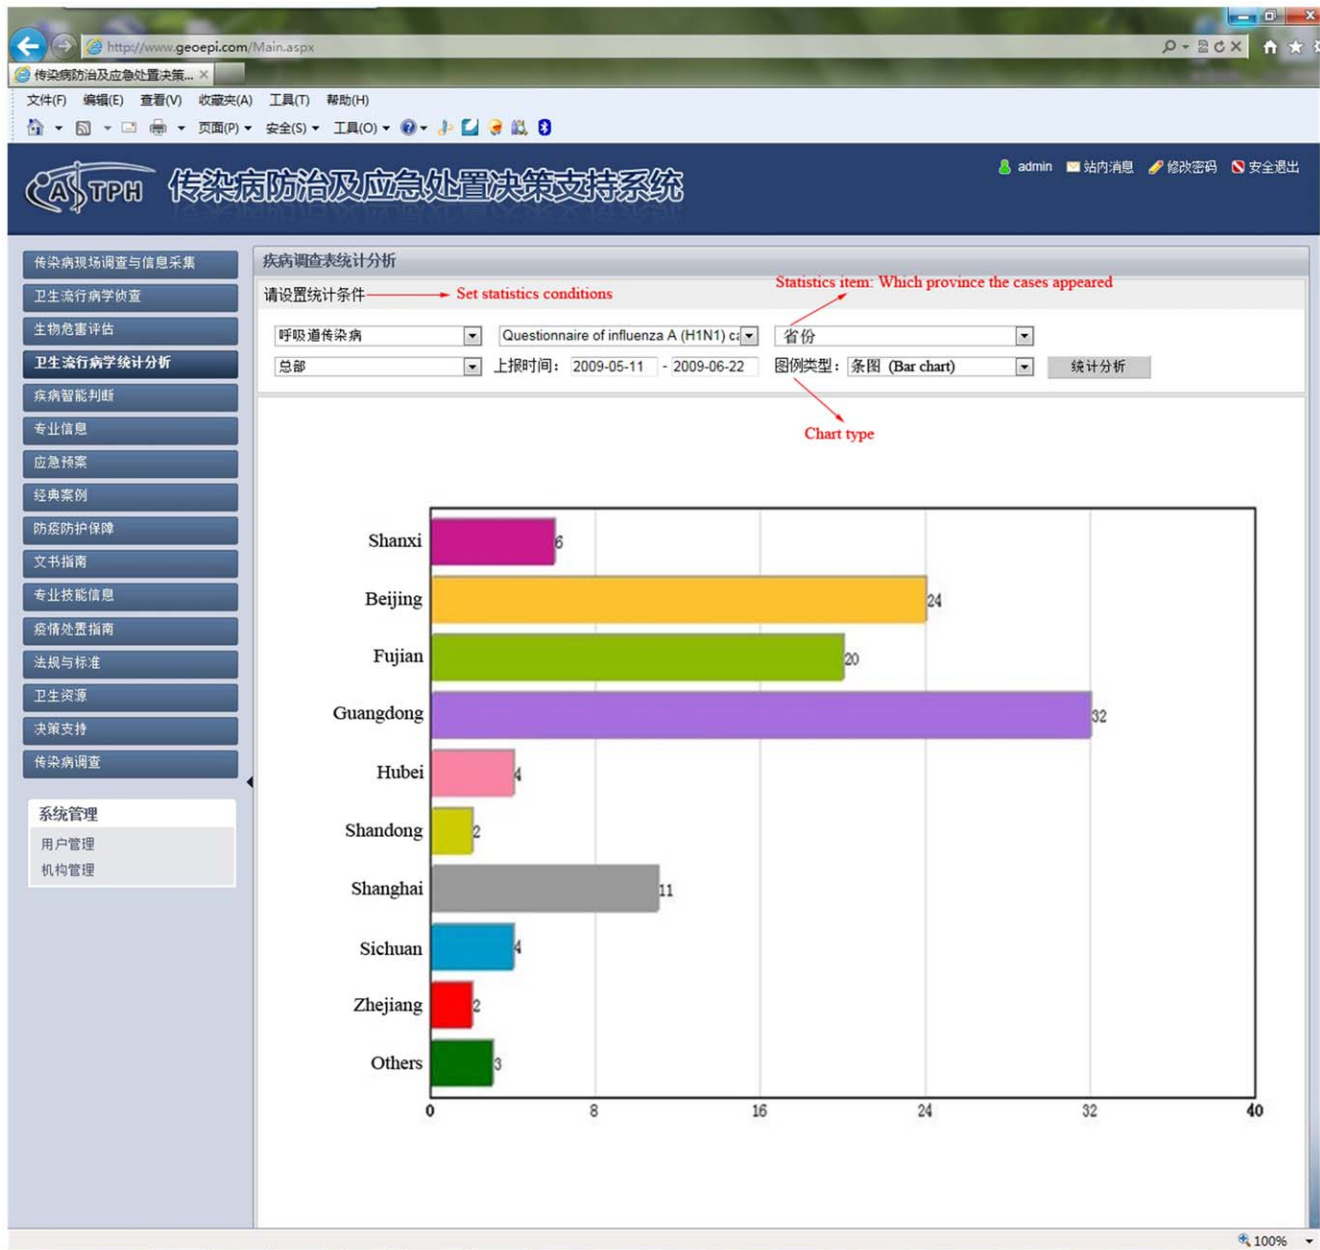 http://www.geoepi.com/Main.aspx
传染病防治及应急处置决策... ×
文件(F) 编辑(E) 查看(V) 收藏夹(A) 工具(T) 帮助(H)
页面(P) 安全(S) 工具(O)
CASTPH 传染病防治及应急处置决策支持系统
admin 站内消息 修改密码 安全退出
传染病现场调查与信息采集
卫生流行病学侦查
生物危害评估
卫生流行病学统计分析
疾病智能判断
专业信息
应急预案
经典案例
防疫防护保障
文书指南
专业技能信息
疫情处置指南
法规与标准
卫生资源
决策支持
传染病调查
系统管理
用户管理
机构管理
疾病调查表统计分析
请设置统计条件 Set statistics conditions
Statistics item: Which province the cases appeared
呼吸道传染病 Questionnaire of influenza A (H1N1) ca 省份
总部 上报时间: 2009-05-11 - 2009-06-22 图例类型: 条图 (Bar chart) 统计分析
Chart type
Shanxi 6
Beijing 24
Fujian 20
Guangdong 32
Hubei 4
Shandong 2
Shanghai 11
Sichuan 4
Zhejiang 2
Others 3
0 8 16 24 32 40
100%